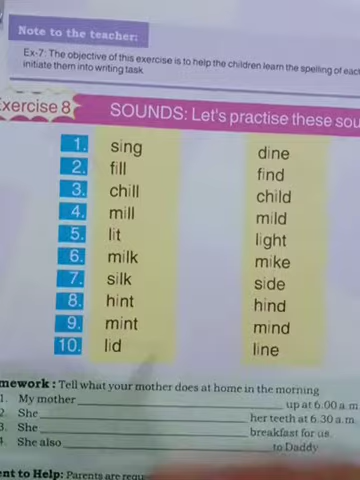 Note to the teacher:
Ex-7: The objective of this exercise is to help the children learn the spelling of each
initiate them into writing task
Exercise 8 SOUNDS: Let's practise these sou
1. sing dine
2. fill find
3. chill child
4. mill mild
5. lit light
6. milk mike
7. silk side
8. hint hind
9. mint mind
10. lid line
mework : Tell what your mother does at home in the morning
1. My mother ____ up at 6.00 a.m
2. She ____ her teeth at 6.30 a.m.
3. She ____ breakfast for us.
4. She also ____ to Daddy
nt to Help: Parents are requ